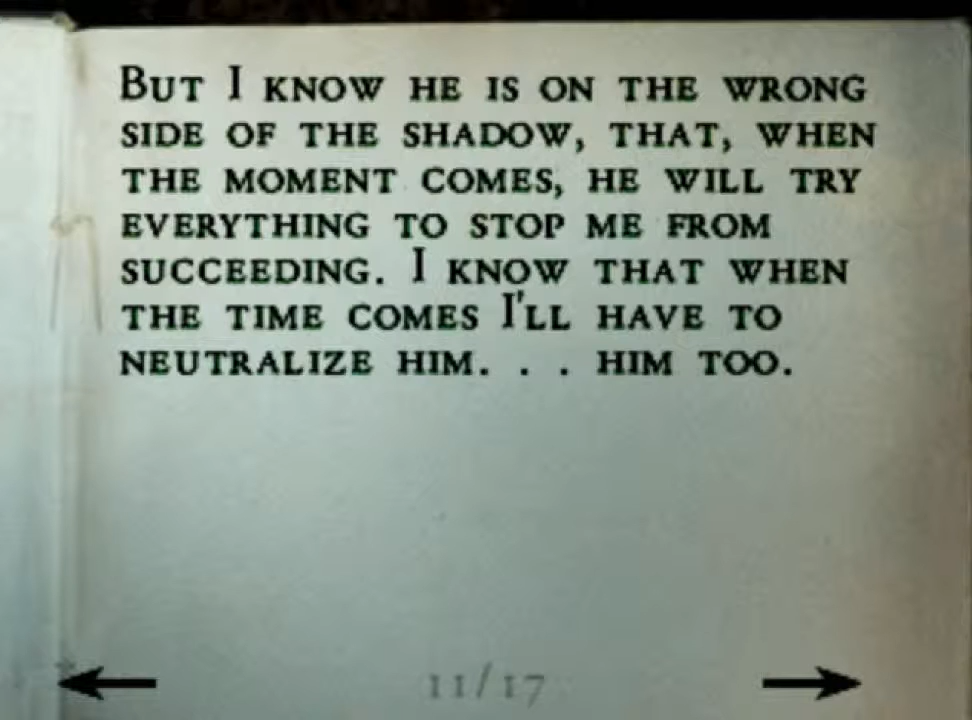 But I know he is on the wrong
side of the shadow, that, when
the moment comes, he will try
everything to stop me from
succeeding. I know that when
the time comes I'll have to
neutralize him. . . him too.
11/17